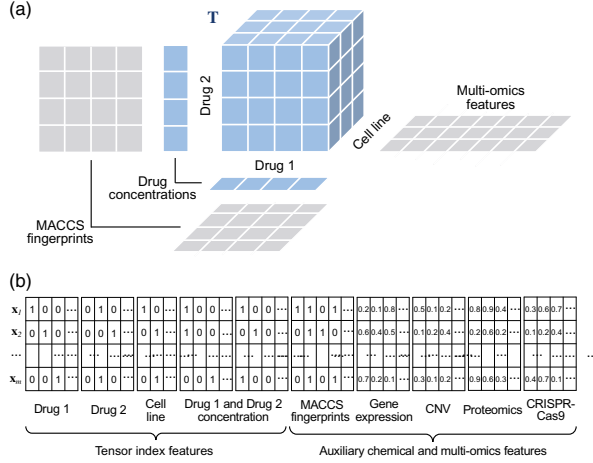 (a)
T
Drug 2
Multi-omics
features
Cell line
Drug 1
Drug
concentrations
MACCS
fingerprints
(b)
x1 1 0 0 ... 0 1 0 ... 1 0 ... 1 0 0 ... 1 0 0 ... 1 1 0 1 ... 0.2 0.1 0.8 ... 0.5 0.1 0.2 ... 0.8 0.9 0.4 ... 0.3 0.6 0.7 ...
x2 0 1 0 ... 0 0 1 ... 0 1 ... 0 1 0 ... 0 1 0 ... 0 1 1 0 ... 0.6 0.4 0.5 ... 0.1 0.2 0.4 ... 0.1 0.2 0.4 ...
... ... ... ... ... ... ... ... ... ... ... ...
xm 0 0 1 ... 0 1 0 ... 0 1 ... 0 0 1 ... 1 0 0 ... 0 1 0 1 ... 0.7 0.2 0.1 ... 0.3 0.1 0.2 ... 0.9 0.6 0.3 ... 0.4 0.7 0.1 ...
Drug 1 Drug 2 Cell line Drug 1 and Drug 2 concentration MACCS fingerprints Gene expression CNV Proteomics CRISPR-Cas9
Tensor index features Auxiliary chemical and multi-omics features